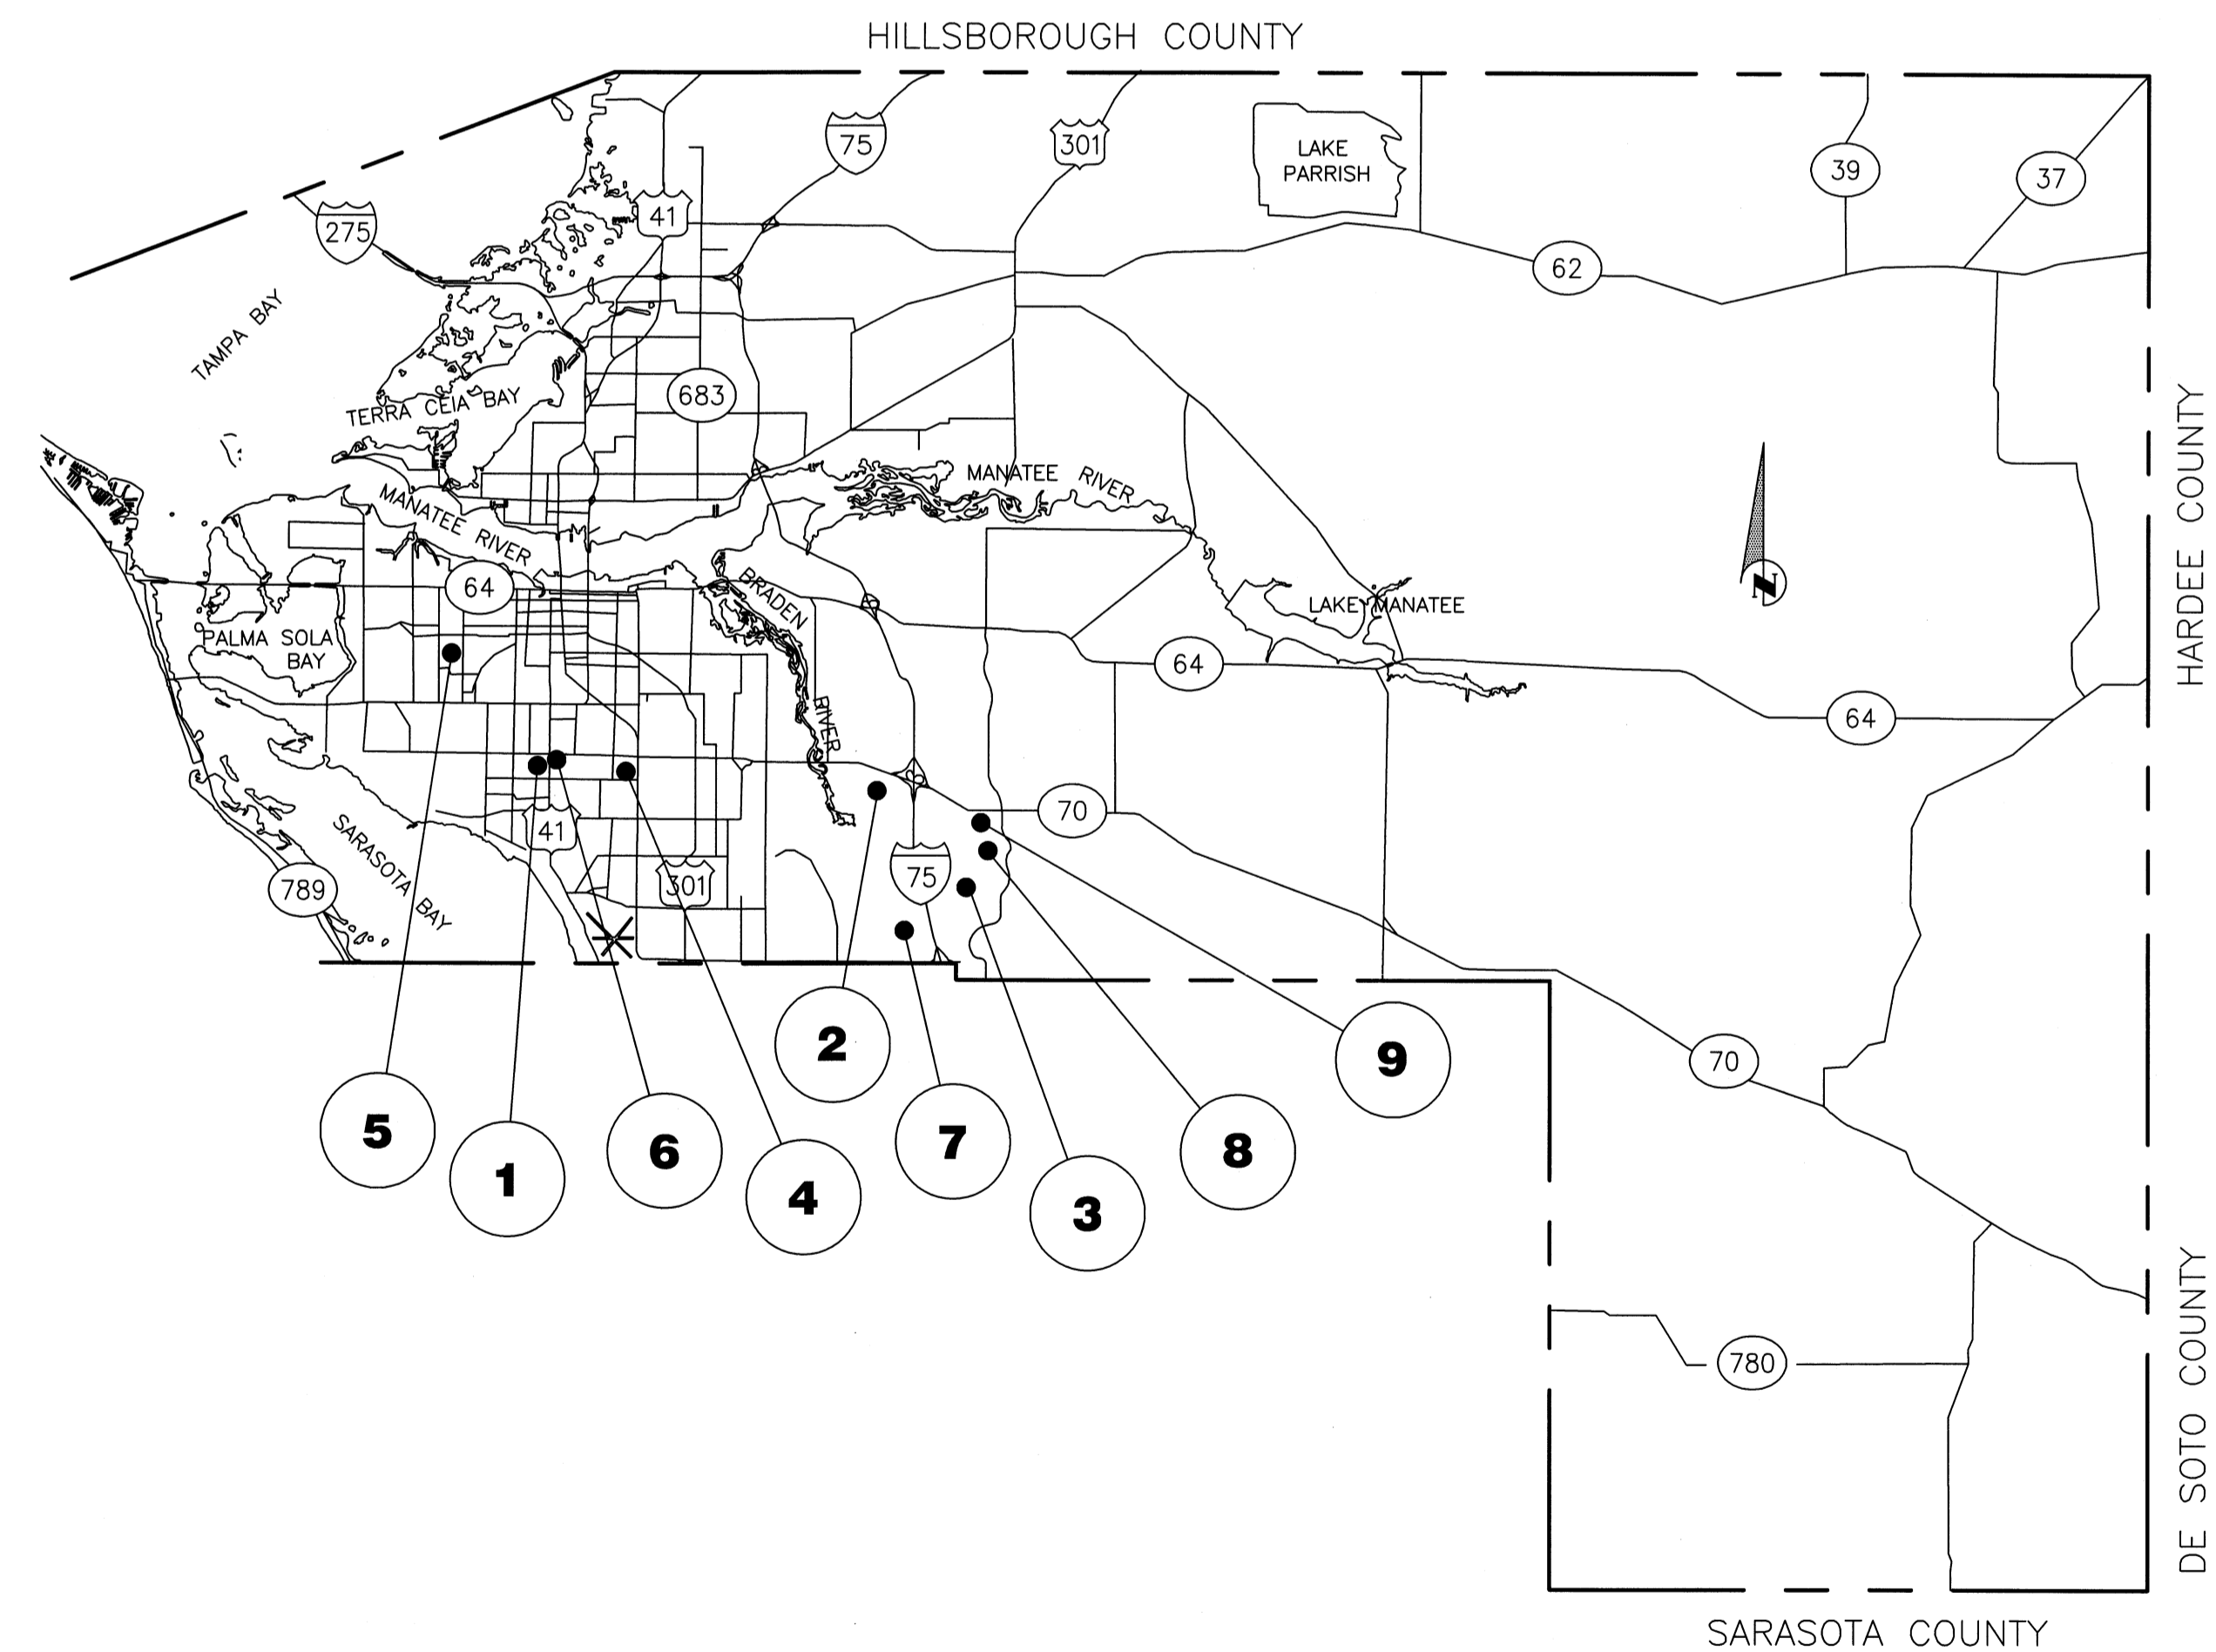 HILLSBOROUGH COUNTY
75
301
LAKE
PARRISH
39
37
41
275
62
TAMPA BAY
683
TERRA CEIA BAY
HARDEE COUNTY
MANATEE RIVER
MANATEE RIVER
N
64
BRADEN
RIVER
LAKE MANATEE
PALMA SOLA
BAY
64
64
70
41
SARASOTA BAY
75
301
789
2
9
70
5
6
7
8
1
4
3
DE SOTO COUNTY
780
SARASOTA COUNTY